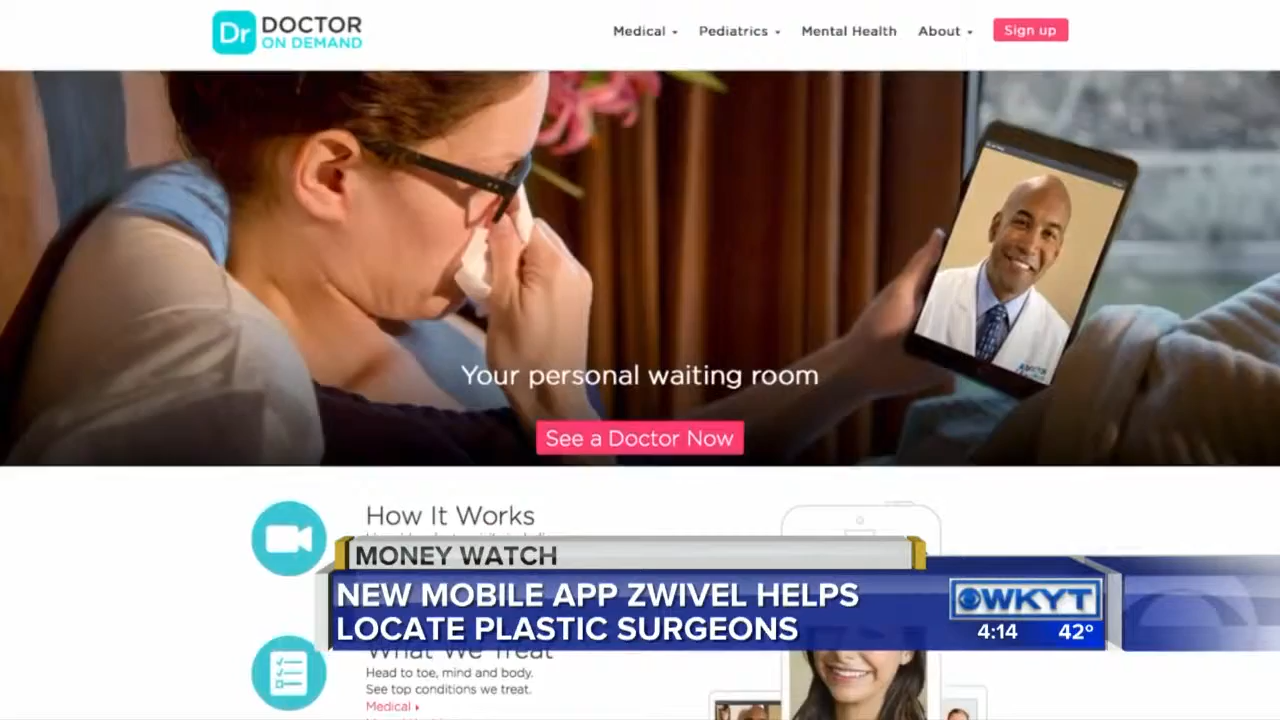 Dr DOCTOR
ON DEMAND
Medical Pediatrics Mental Health About Sign up
Your personal waiting room
See a Doctor Now
How It Works
MONEY WATCH
NEW MOBILE APP ZWIVEL HELPS
LOCATE PLASTIC SURGEONS
WKYT
4:14 42°
What We Treat
Head to toe, mind and body.
See top conditions we treat.
Medical